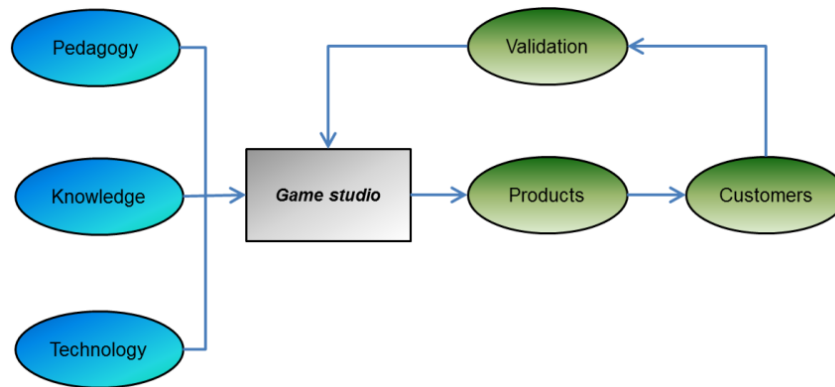 Pedagogy
Validation
Knowledge
Game studio
Products
Customers
Technology